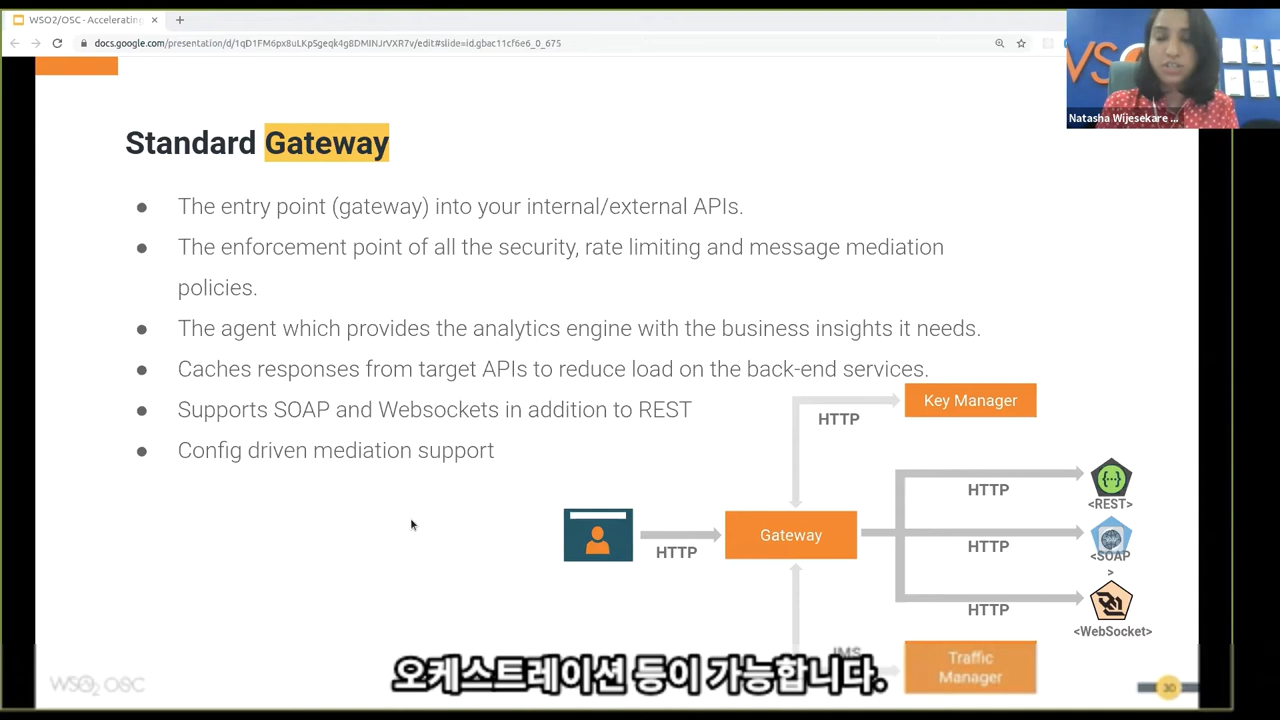 WSO2/OSC - Accelerating
docs.google.com/presentation/d/1qD1FM6px8uLKpSgeqk4g8DMINJrVXR7v/edit#slide=id.gbac11cf6e6_0_675
Natasha Wijesekare ...
Standard Gateway
● The entry point (gateway) into your internal/external APIs.
● The enforcement point of all the security, rate limiting and message mediation
policies.
● The agent which provides the analytics engine with the business insights it needs.
● Caches responses from target APIs to reduce load on the back-end services.
● Supports SOAP and Websockets in addition to REST
● Config driven mediation support
Key Manager
HTTP
HTTP
<REST>
Gateway
HTTP
HTTP
<SOAP
>
HTTP
<WebSocket>
JMS
Traffic
Manager
오케스트레이션 등이 가능합니다.
WSO2 OSC
30